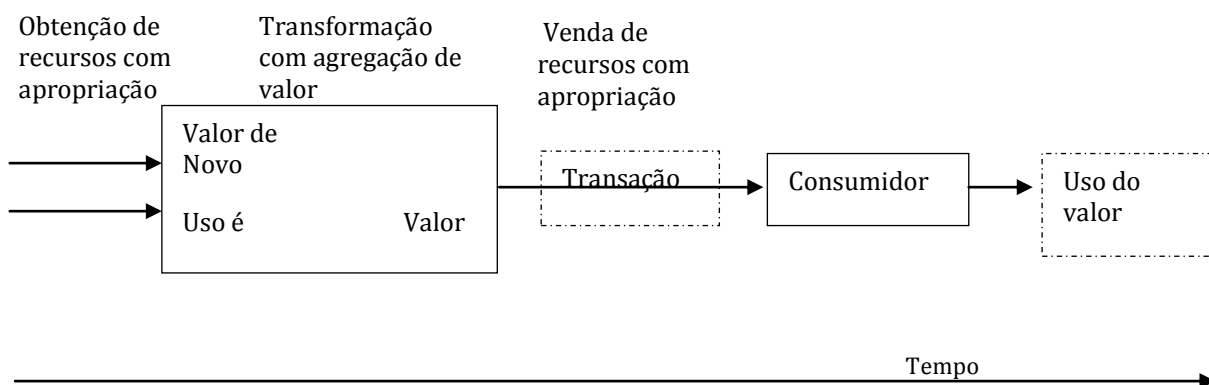 Obtenção de
recursos com
apropriação
Transformação
com agregação de
valor
Venda de
recursos com
apropriação
Valor de
Novo
Uso é Valor
Transação
Consumidor
Uso do
valor
Tempo